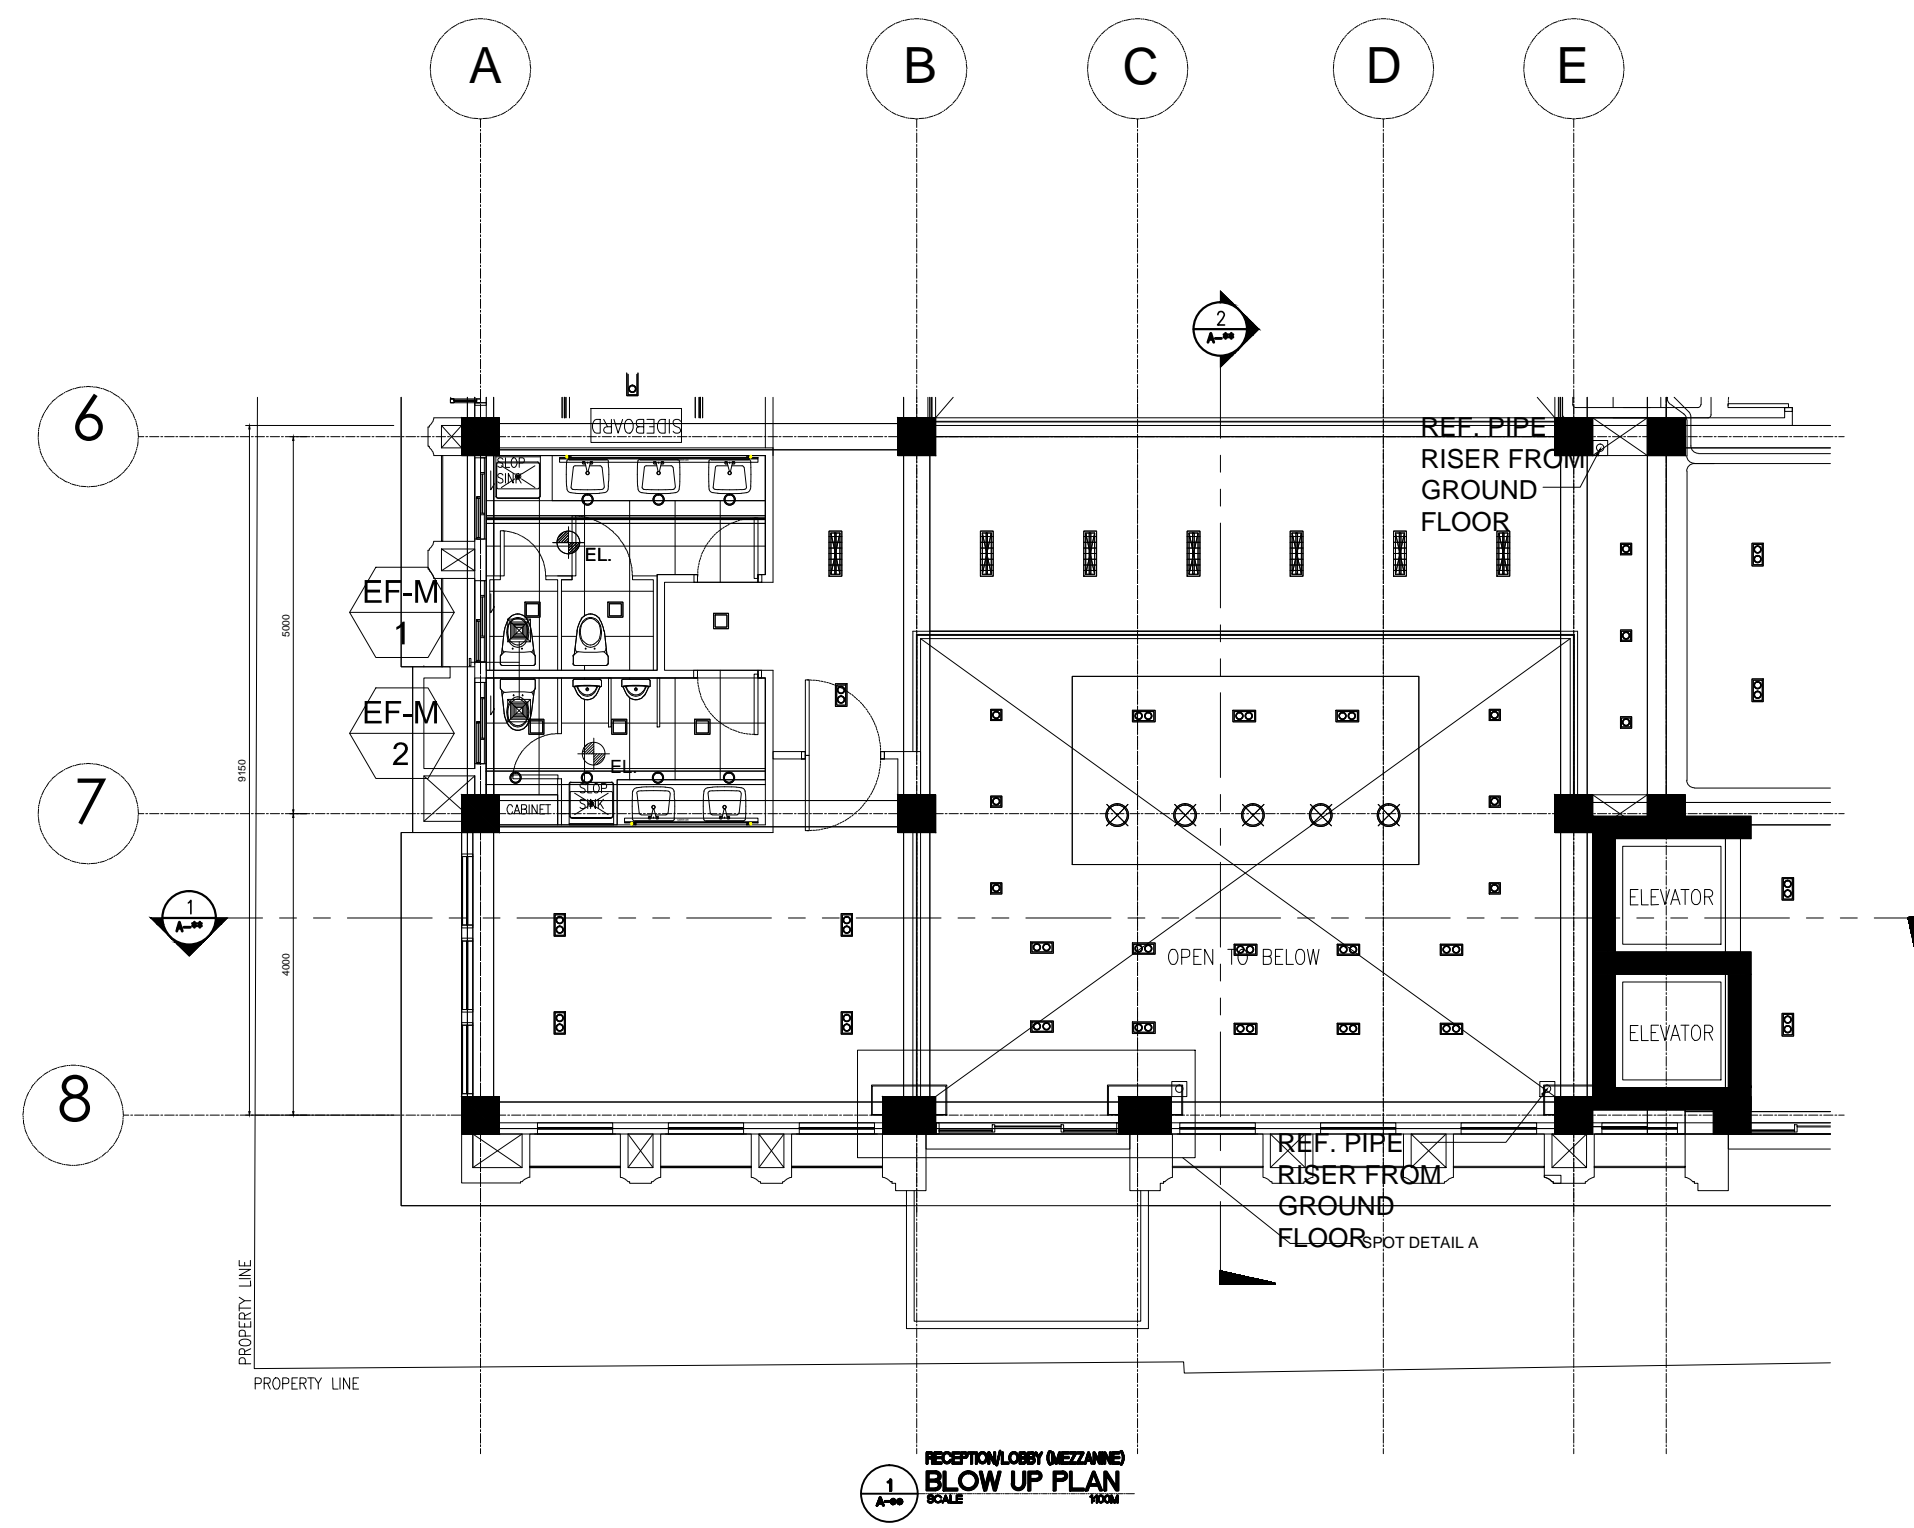 A
B
C
D
E
2
A-**
6
SIDEBOARD
REF. PIPE
RISER FROM
GROUND
FLOOR
SLOP
SINK
EL.
EF-M
1
5000
EF-M
2
9150
EL.
7
SLOP
SINK
CABINET
1
A-**
4000
ELEVATOR
OPEN TO BELOW
ELEVATOR
8
REF. PIPE
RISER FROM
GROUND
FLOOR
SPOT DETAIL A
PROPERTY LINE
PROPERTY LINE
RECEPTION/LOBBY (MEZZANINE)
1
BLOW UP PLAN
A-**
SCALE
1:100M